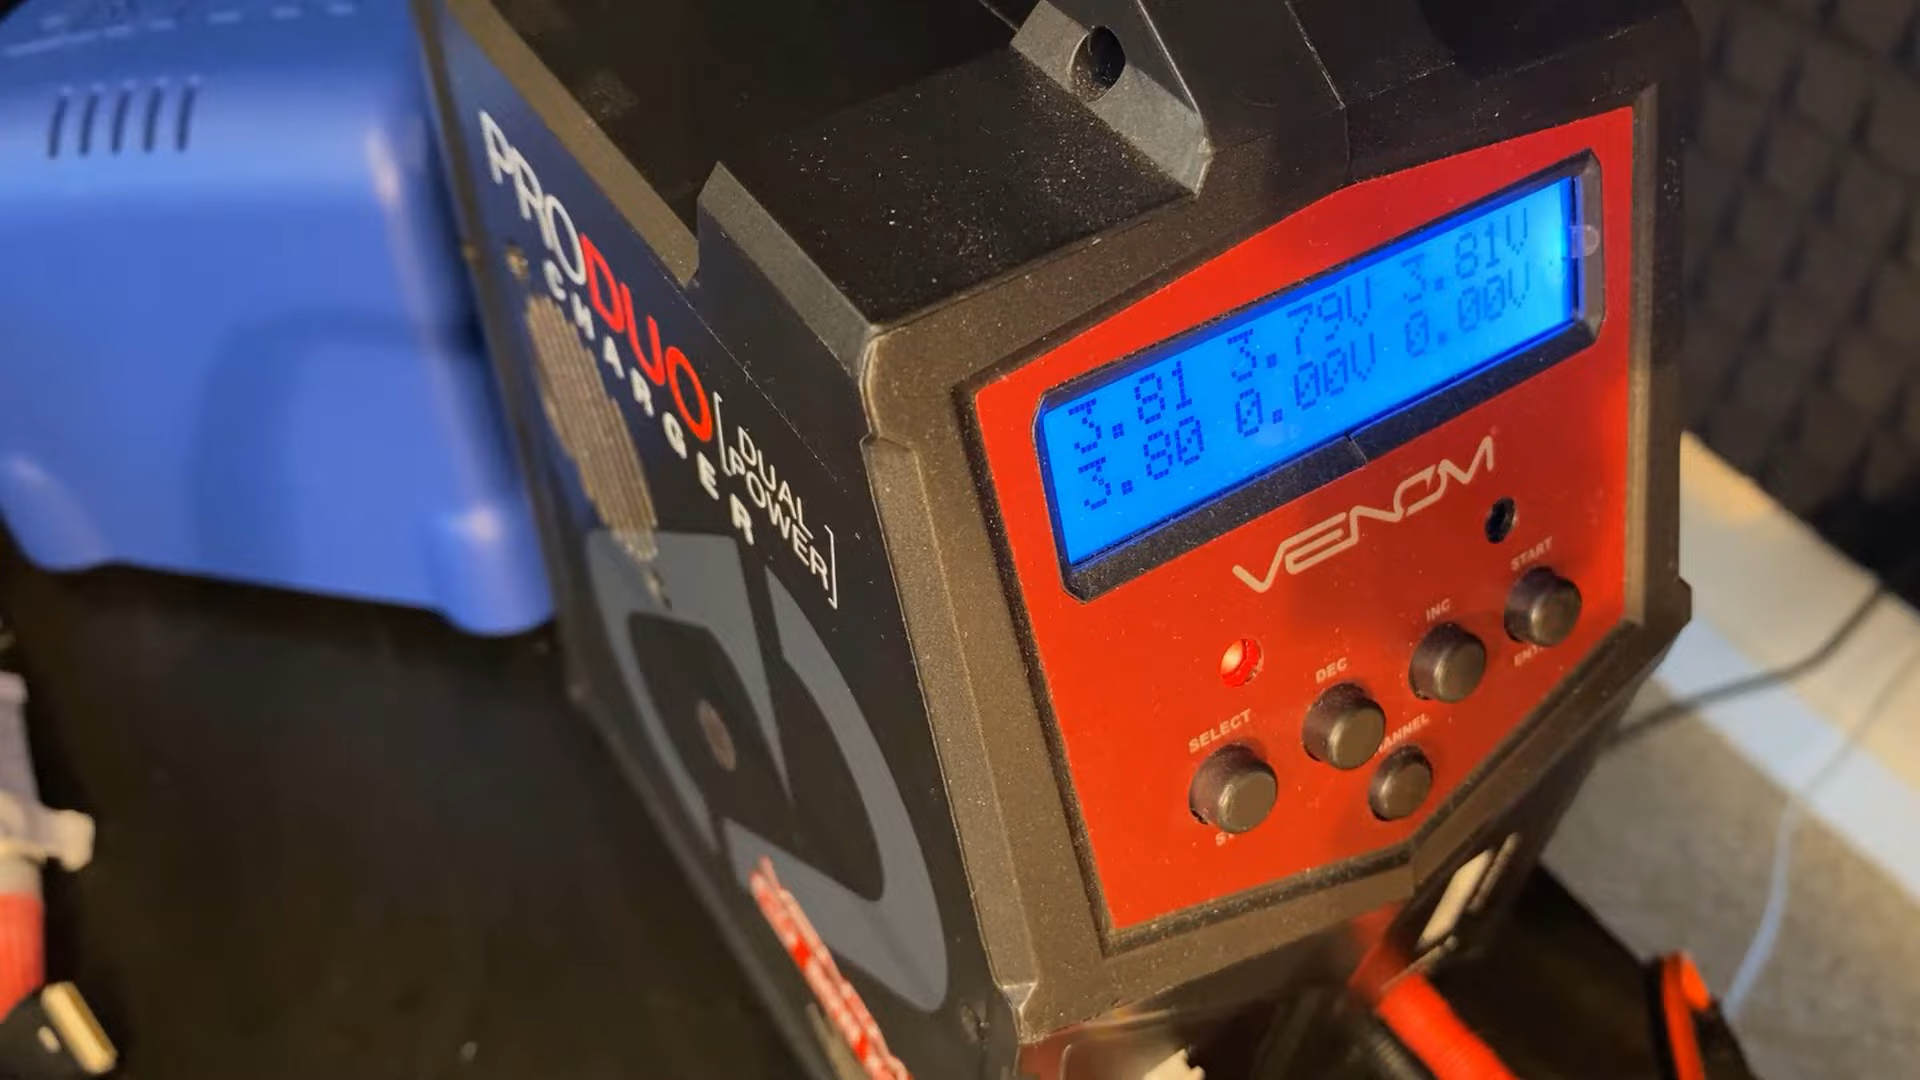 PRODUO
CHARGER
[DUAL
POWER]
3.81 3.79V 3.81V
3.80 0.00V 0.00V
VENOM
START
INC
DEC
SELECT